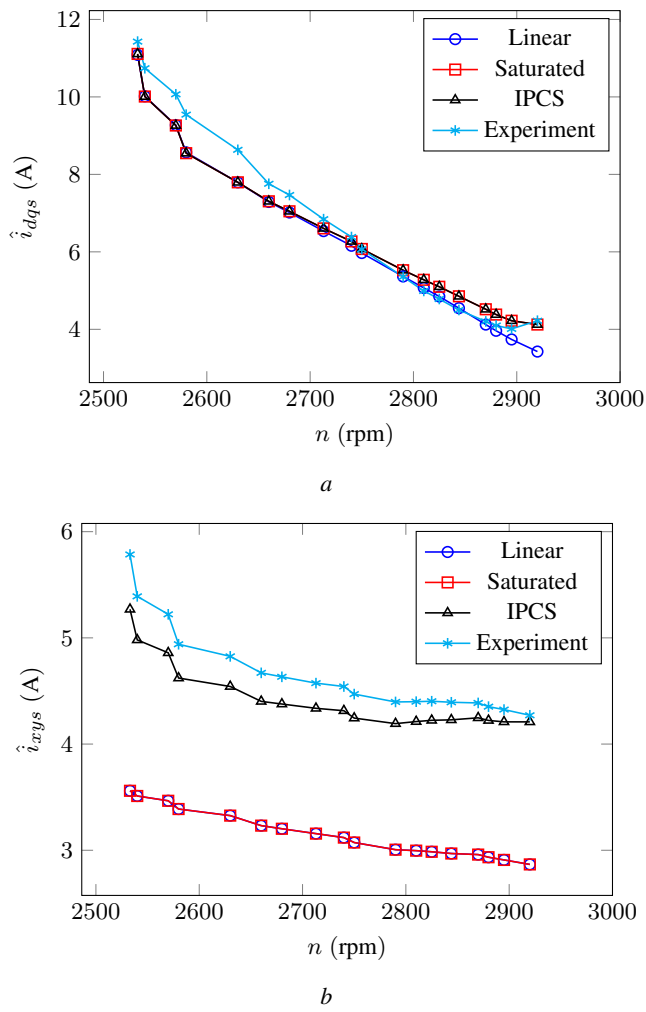 12
10
8
6
4
2500
2600
2700
2800
2900
3000
n (rpm)
î_dqs (A)
Linear
Saturated
IPCS
Experiment
a
6
5
4
3
2500
2600
2700
2800
2900
3000
n (rpm)
î_xys (A)
Linear
Saturated
IPCS
Experiment
b